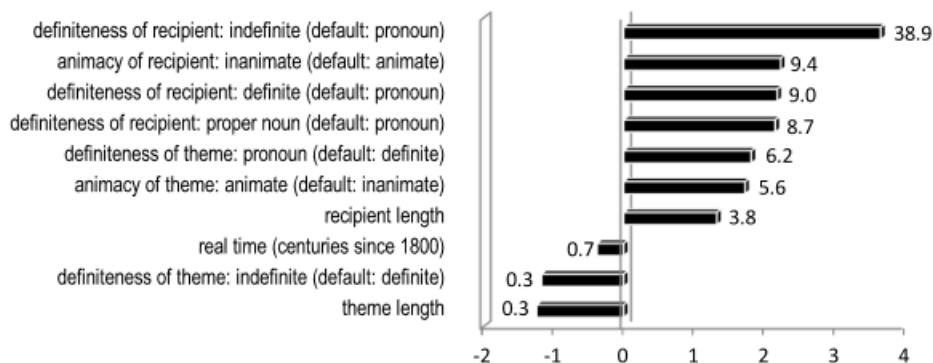 definiteness of recipient: indefinite (default: pronoun) 38.9
animacy of recipient: inanimate (default: animate) 9.4
definiteness of recipient: definite (default: pronoun) 9.0
definiteness of recipient: proper noun (default: pronoun) 8.7
definiteness of theme: pronoun (default: definite) 6.2
animacy of theme: animate (default: inanimate) 5.6
recipient length 3.8
real time (centuries since 1800) 0.7
definiteness of theme: indefinite (default: definite) 0.3
theme length 0.3
-2 -1 0 1 2 3 4